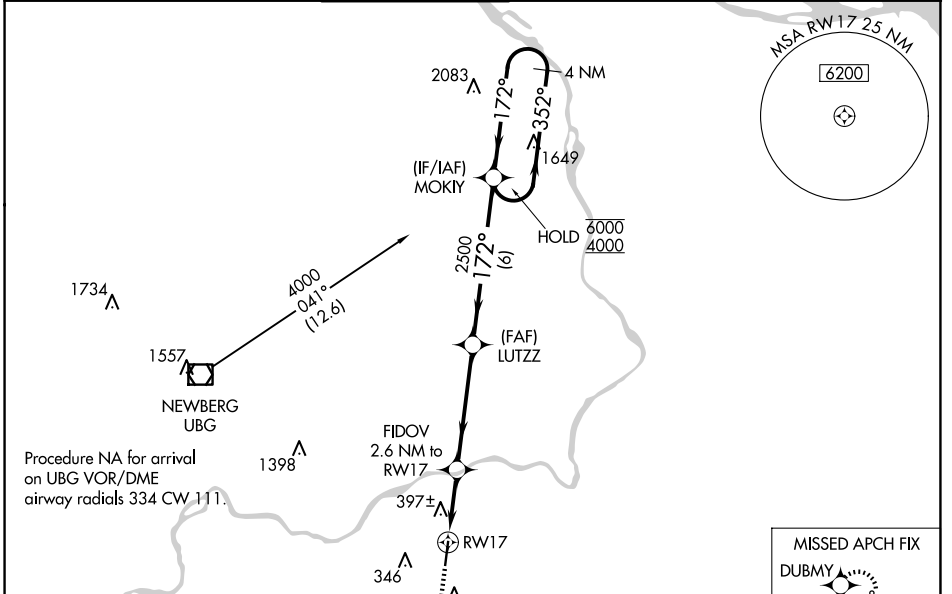 MSA RW17 25 NM
6200
2083
4 NM
172°
352°
1649
(IF/IAF)
MOKIY
HOLD
6000
4000
2500
172°
(6)
4000
041°
(12.6)
1734
1557
NEWBERG
UBG
(FAF)
LUTZZ
FIDOV
2.6 NM to
RW17
Procedure NA for arrival
on UBG VOR/DME
airway radials 334 CW 111.
1398
397±
RW17
346
MISSED APCH FIX
DUBMY